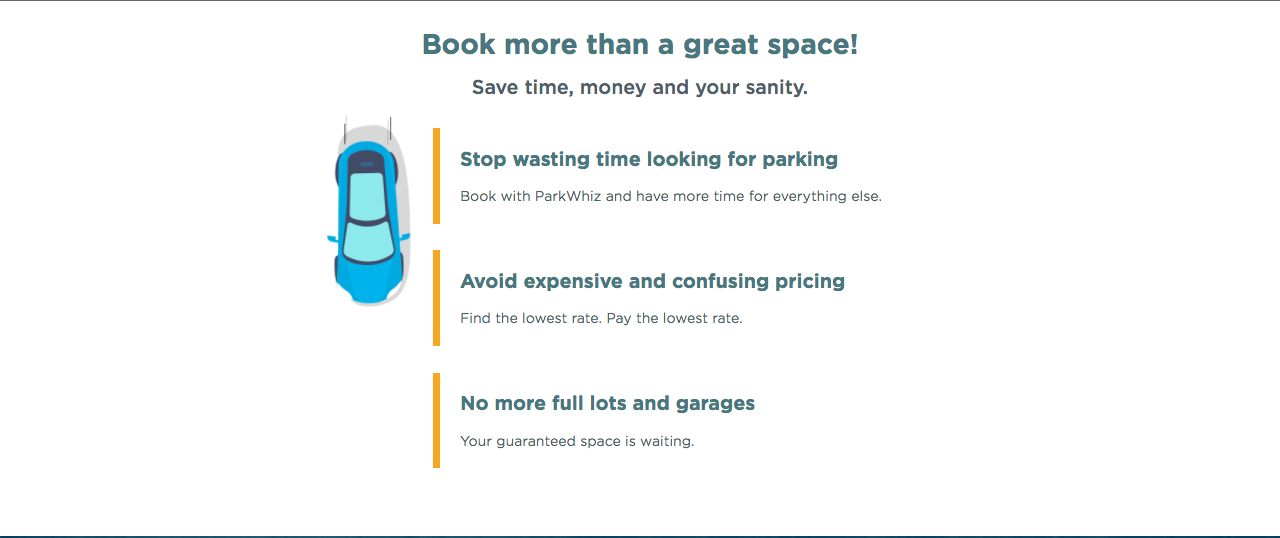 Book more than a great space!
Save time, money and your sanity.
Stop wasting time looking for parking
Book with ParkWhiz and have more time for everything else.
Avoid expensive and confusing pricing
Find the lowest rate. Pay the lowest rate.
No more full lots and garages
Your guaranteed space is waiting.